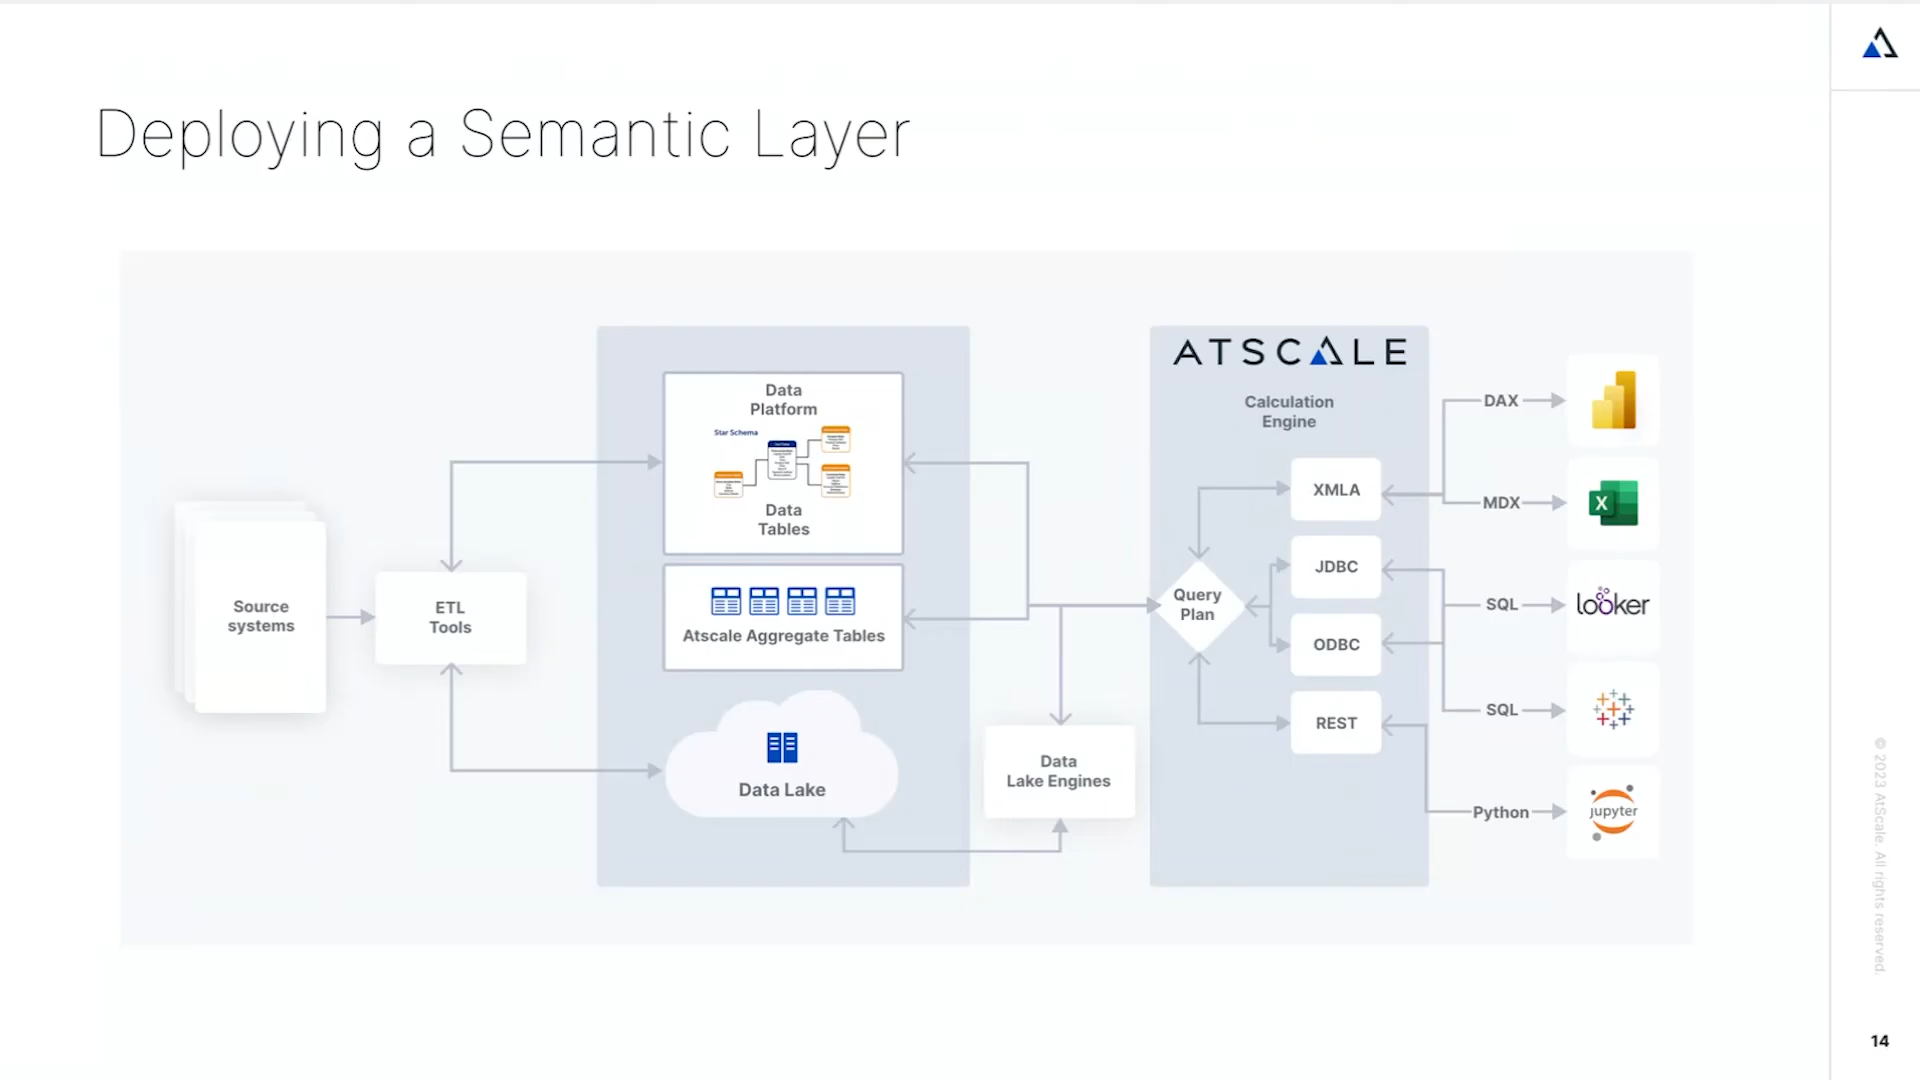 Deploying a Semantic Layer
Source
systems
ETL
Tools
Data
Platform
Star Schema
Data
Tables
Atscale Aggregate Tables
Data Lake
Data
Lake Engines
ATSCALE
Calculation
Engine
Query
Plan
XMLA
JDBC
ODBC
REST
DAX
MDX
X
SQL
looker
SQL
Python
jupyter
© 2023 AtScale. All rights reserved.
14